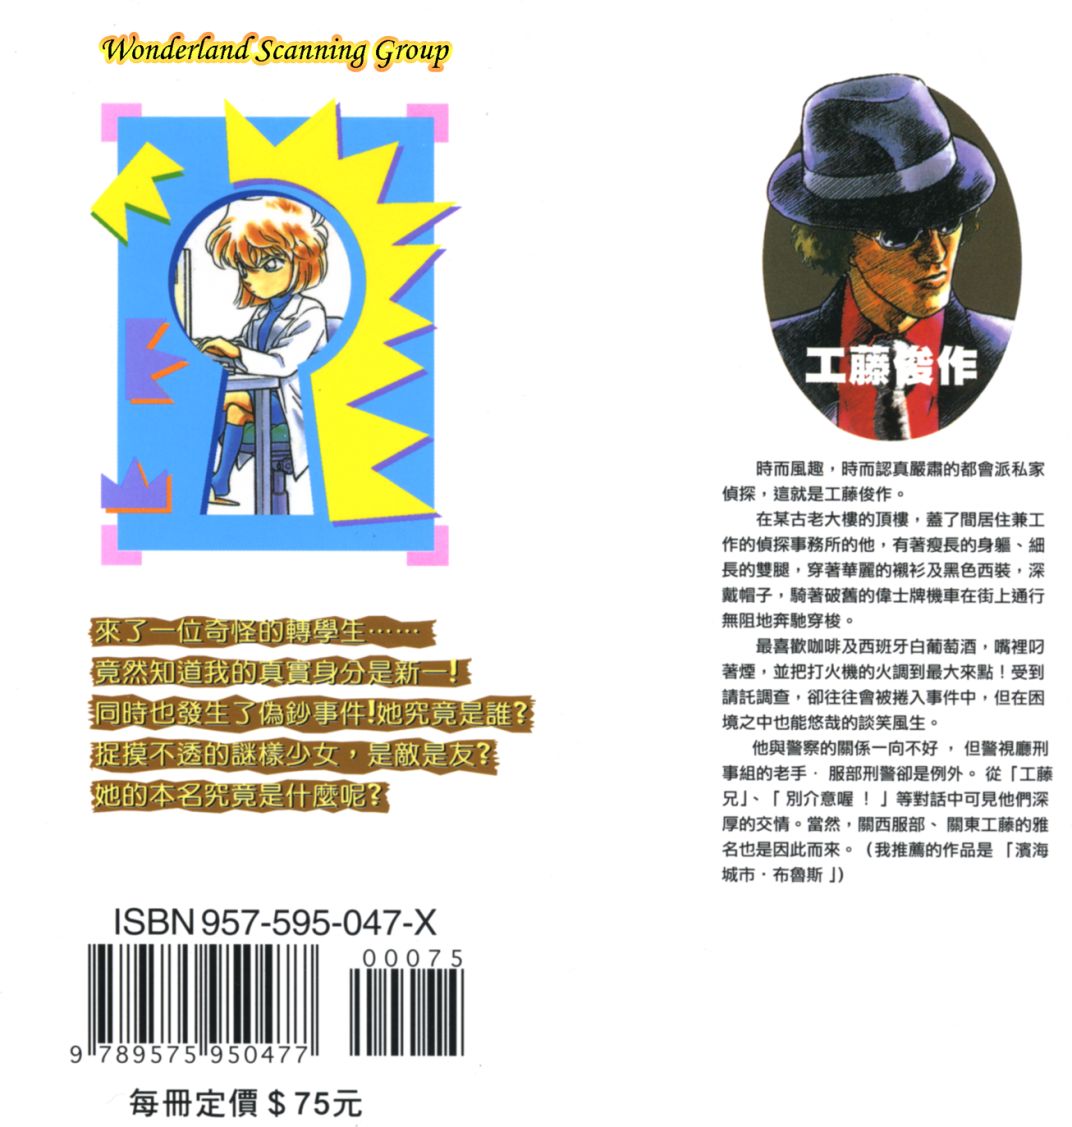 Wonderland Scanning Group
來了一位奇怪的轉學生……
竟然知道我的真實身分是新一!
同時也發生了偽鈔事件!她究竟是誰?
捉摸不透的謎樣少女，是敵是友?
她的本名究竟是什麼呢?
ISBN 957-595-047-X
00075
9 789575 950477
每冊定價＄75元
工藤俊作
時而風趣，時而認真嚴肅的都會派私家
偵探，這就是工藤俊作。
在某古老大樓的頂樓，蓋了間居住兼工
作的偵探事務所的他，有著瘦長的身軀、細
長的雙腿，穿著華麗的襯衫及黑色西裝，深
戴帽子，騎著破舊的偉士牌機車在街上通行
無阻地奔馳穿梭。
最喜歡咖啡及西班牙白葡萄酒，嘴裡叼
著煙，並把打火機的火調到最大來點！受到
請託調查，卻往往會被捲入事件中，但在困
境之中也能悠哉的談笑風生。
他與警察的關係一向不好，但警視廳刑
事組的老手．服部刑警卻是例外。從「工藤
兄」、「別介意喔！」等對話中可見他們深
厚的交情。當然，關西服部、關東工藤的雅
名也是因此而來。（我推薦的作品是「濱海
城市．布魯斯」）